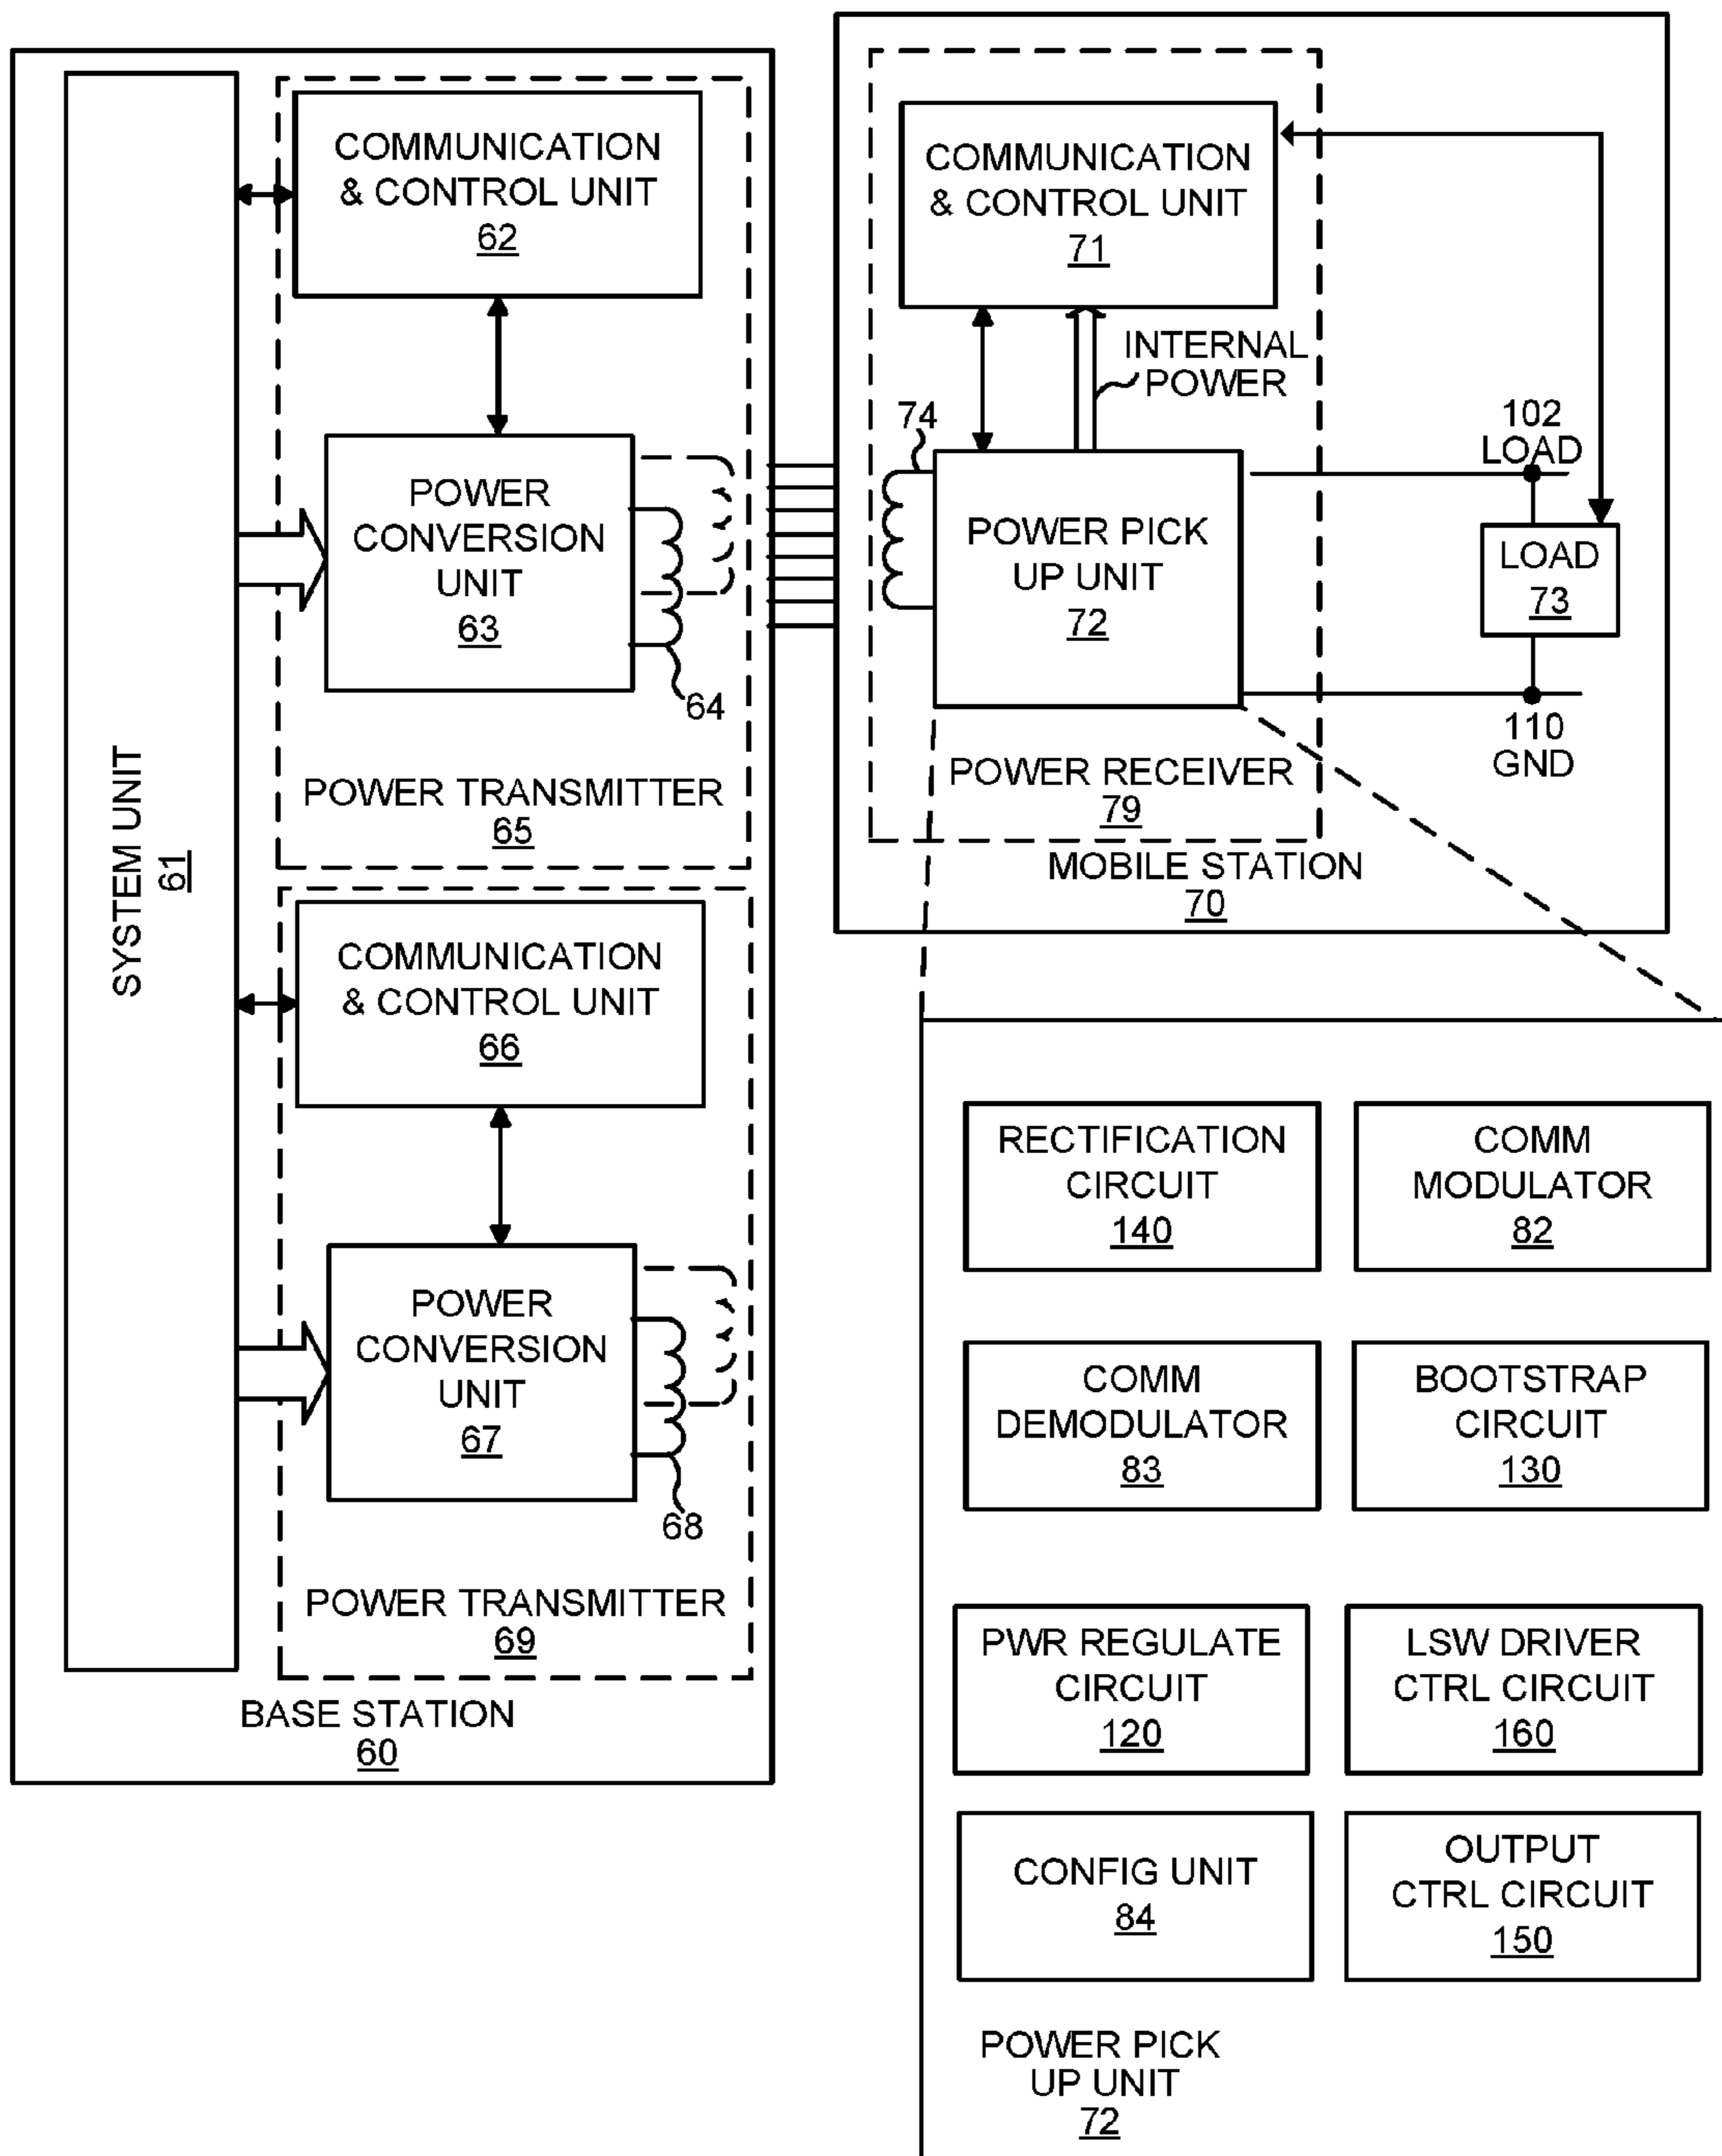 SYSTEM UNIT
61
COMMUNICATION
& CONTROL UNIT
62
POWER
CONVERSION
UNIT
63
64
POWER TRANSMITTER
65
COMMUNICATION
& CONTROL UNIT
66
POWER
CONVERSION
UNIT
67
68
POWER TRANSMITTER
69
BASE STATION
60
COMMUNICATION
& CONTROL UNIT
71
INTERNAL
POWER
74
POWER PICK
UP UNIT
72
102
LOAD
LOAD
73
110
GND
POWER RECEIVER
79
MOBILE STATION
70
RECTIFICATION
CIRCUIT
140
COMM
MODULATOR
82
COMM
DEMODULATOR
83
BOOTSTRAP
CIRCUIT
130
PWR REGULATE
CIRCUIT
120
LSW DRIVER
CTRL CIRCUIT
160
CONFIG UNIT
84
OUTPUT
CTRL CIRCUIT
150
POWER PICK
UP UNIT
72